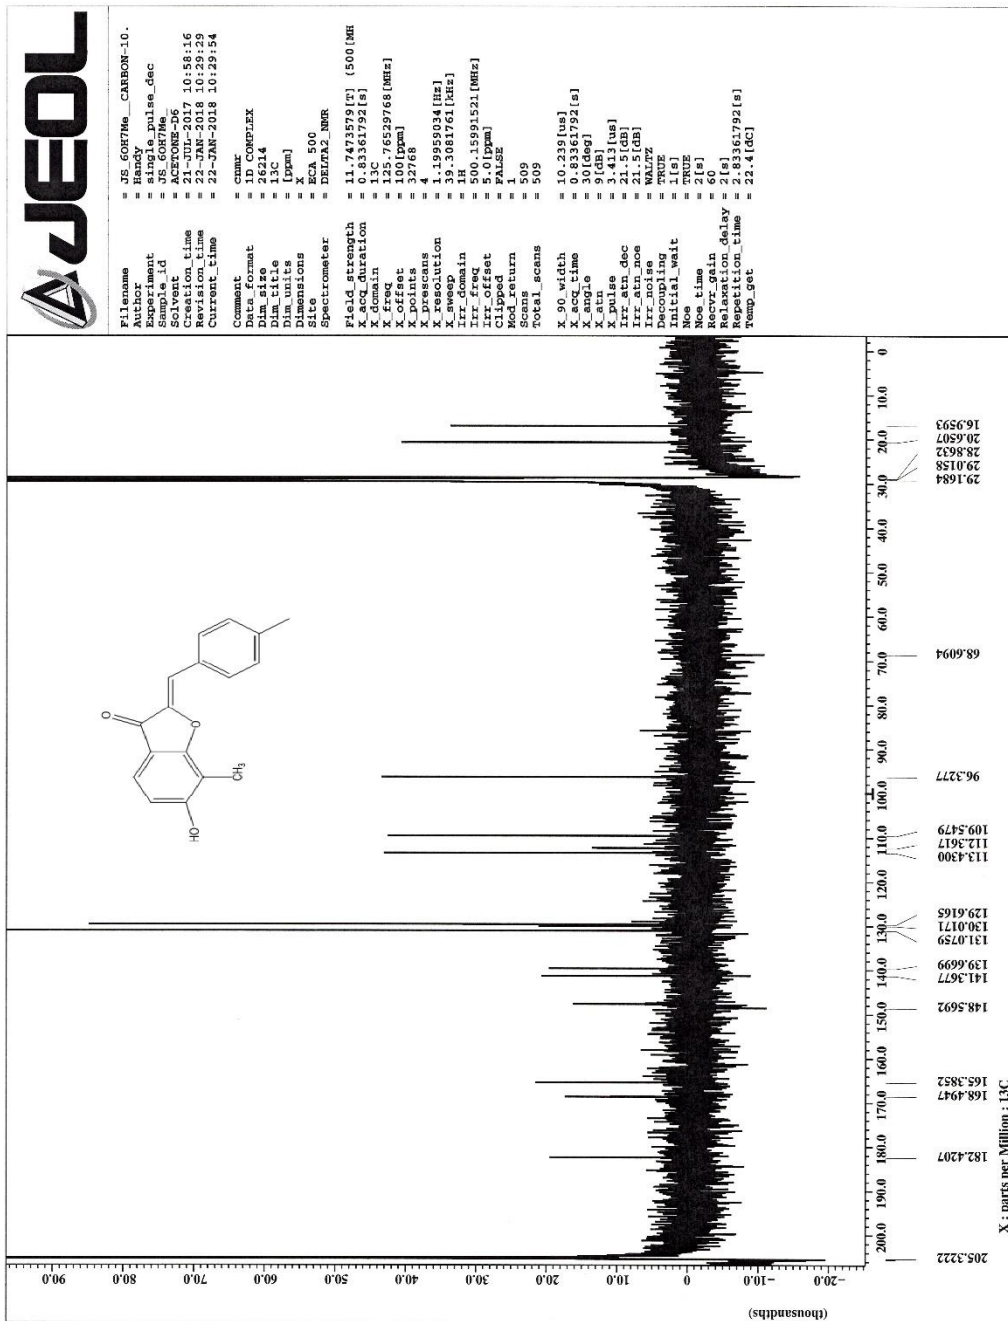 JEOL
Filename = JS_6OH7Me__CARBON-10.
Author = Handy
Experiment = single_pulse_dec
Sample_id = JS_6OH7Me_
Solvent = ACETONE-D6
Creation_time = 21-JUL-2017 10:58:16
Revision_time = 22-JAN-2018 10:29:29
Current_time = 22-JAN-2018 10:29:54
Comment = cnmr
Data_format = 1D COMPLEX
Dim_size = 26214
Dim_title = 13C
Dim_units = [ppm]
Dimensions = X
Site = ECA 500
Spectrometer = DELTA2_NMR
Field_strength = 11.7473579[T] (500[MH
X_acq_duration = 0.83361792[s]
X_domain = 13C
X_freq = 125.76529768[MHz]
X_offset = 100[ppm]
X_points = 32768
X_prescans = 4
X_resolution = 1.19959034[Hz]
X_sweep = 39.3081761[kHz]
Irr_domain = 1H
Irr_freq = 500.15991521[MHz]
Irr_offset = 5.0[ppm]
Clipped = FALSE
Mod_return = 1
Scans = 509
Total_scans = 509
X_90_width = 10.239[us]
X_acq_time = 0.83361792[s]
X_angle = 30[deg]
X_atn = 9[dB]
X_pulse = 3.413[us]
Irr_atn_dec = 21.5[dB]
Irr_atn_noe = 21.5[dB]
Irr_noise = WALTZ
Decoupling = TRUE
Initial_wait = 1[s]
Noe = TRUE
Noe_time = 2[s]
Recvr_gain = 60
Relaxation_delay = 2[s]
Repetition_time = 2.83361792[s]
Temp_get = 22.4[dC]
(thousandths)
90.0
80.0
70.0
60.0
50.0
40.0
30.0
20.0
10.0
0
-10.0
-20.0
O
O
HO
CH3
200.0 190.0 180.0 170.0 160.0 150.0 140.0 130.0 120.0 110.0 100.0 90.0 80.0 70.0 60.0 50.0 40.0 30.0 20.0 10.0 0
205.3222
182.4207
168.4947
165.3852
148.5692
141.3677
139.6699
131.0759
130.0171
129.6165
113.4300
112.3617
109.5479
96.3277
68.6094
29.1684
29.0158
28.8632
20.6507
16.9593
X : parts per Million : 13C